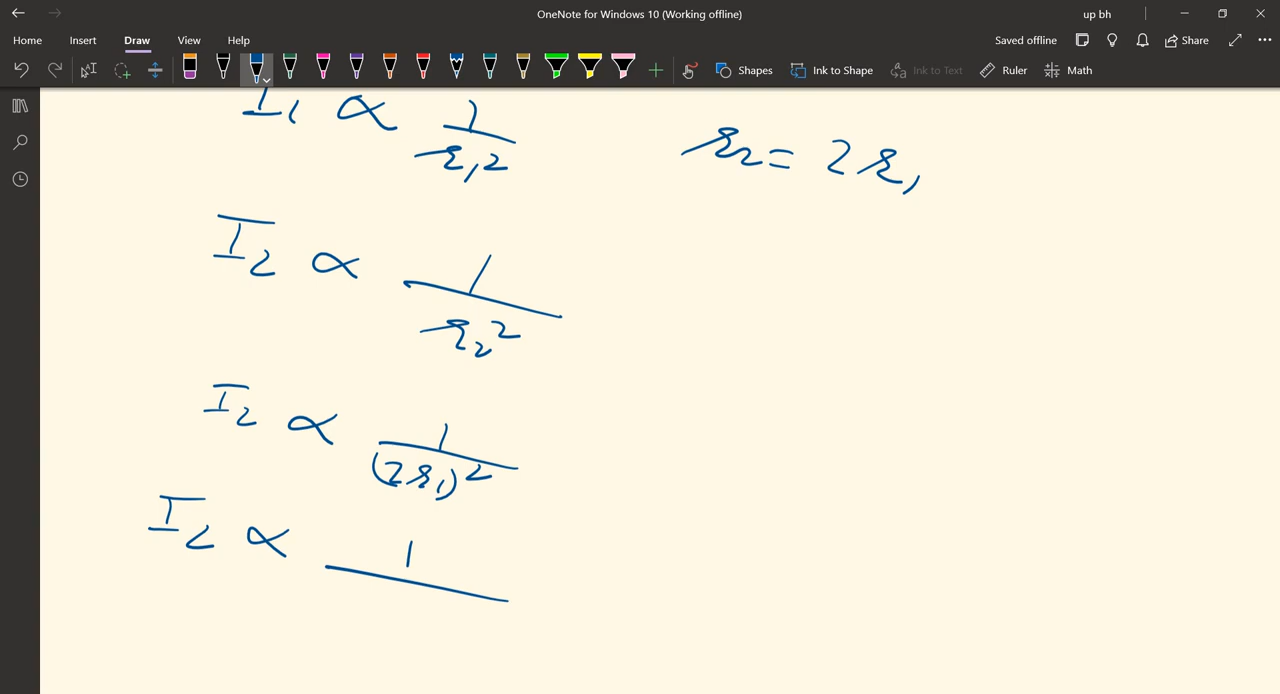 OneNote for Windows 10 (Working offline)
up bh
Home Insert Draw View Help
Saved offline
Share
Shapes
Ink to Shape
Ink to Text
Ruler
Math
I₁ ∝ 1/r₁²
r₂ = 2r₁
I₂ ∝ 1/r₂²
I₂ ∝ 1/(2r₁)²
I₂ ∝ 1/